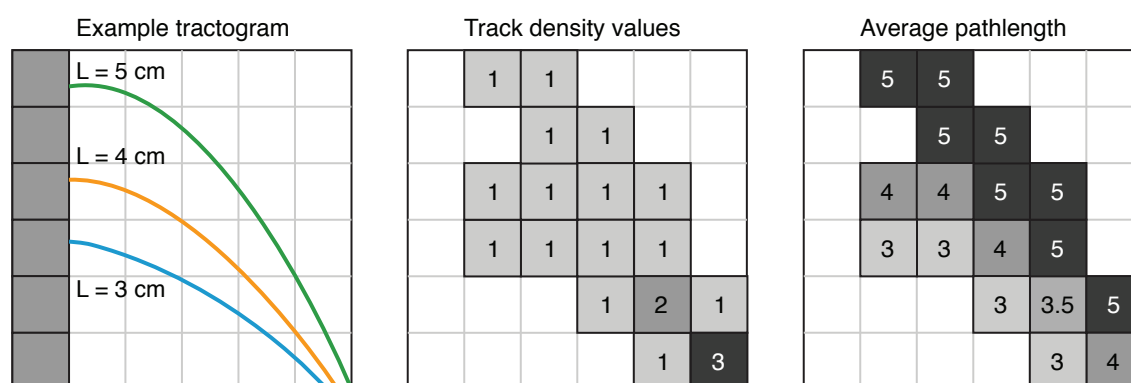 Example tractogram
L = 5 cm
L = 4 cm
L = 3 cm
Track density values
1 1
1 1
1 1 1 1
1 1 1 1
1 2 1
1 3
Average pathlength
5 5
5 5
4 4 5 5
3 3 4 5
3 3.5 5
3 4